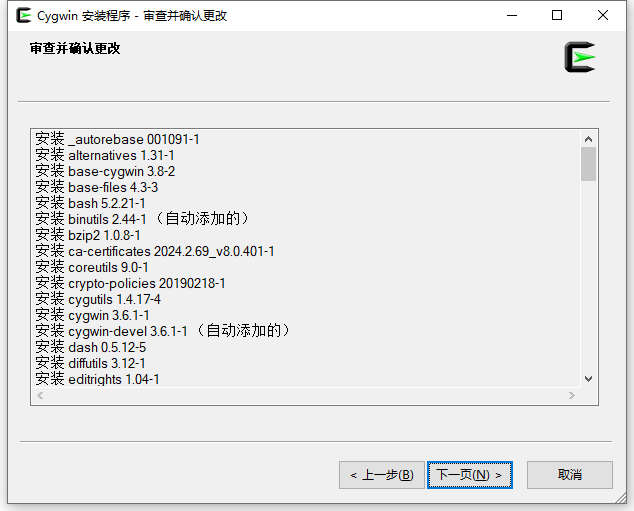 Cygwin 安装程序 - 审查并确认更改
审查并确认更改
安装 _autorebase 001091-1
安装 alternatives 1.31-1
安装 base-cygwin 3.8-2
安装 base-files 4.3-3
安装 bash 5.2.21-1
安装 binutils 2.44-1 （自动添加的）
安装 bzip2 1.0.8-1
安装 ca-certificates 2024.2.69_v8.0.401-1
安装 coreutils 9.0-1
安装 crypto-policies 20190218-1
安装 cygutils 1.4.17-4
安装 cygwin 3.6.1-1
安装 cygwin-devel 3.6.1-1 （自动添加的）
安装 dash 0.5.12-5
安装 diffutils 3.12-1
安装 editrights 1.04-1
< 上一步(B) 下一页(N) > 取消